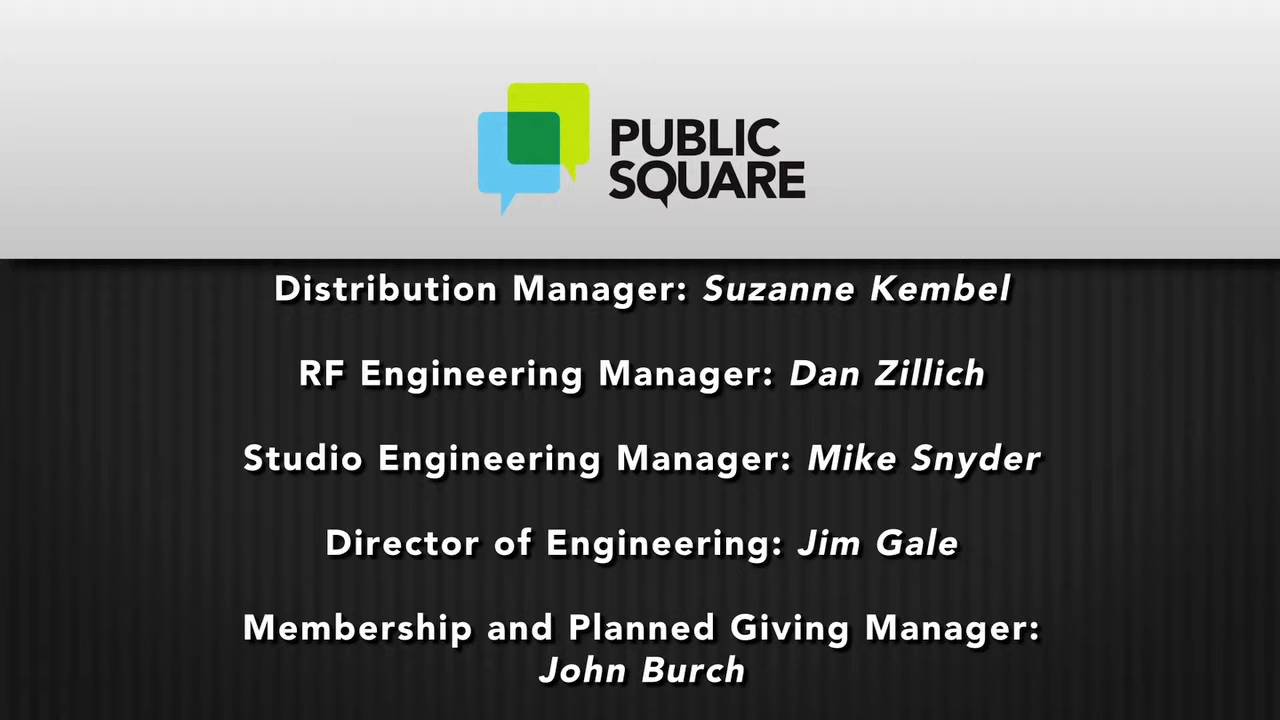 PUBLIC
SQUARE
Distribution Manager: Suzanne Kembel
RF Engineering Manager: Dan Zillich
Studio Engineering Manager: Mike Snyder
Director of Engineering: Jim Gale
Membership and Planned Giving Manager:
John Burch